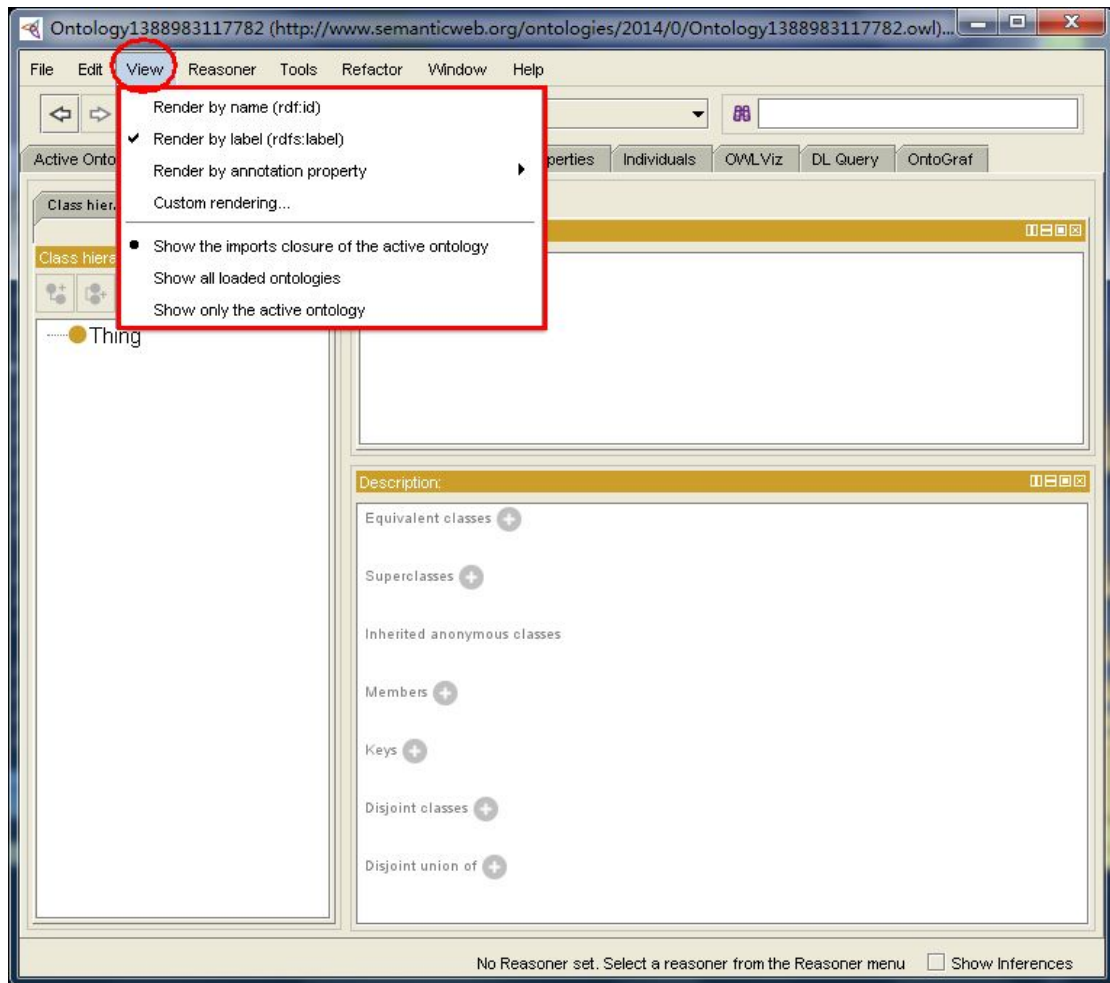 Ontology1388983117782 (http://www.semanticweb.org/ontologies/2014/0/Ontology1388983117782.owl)...
File Edit View Reasoner Tools Refactor Window Help
Render by name (rdf:id)
Render by label (rdfs:label)
Render by annotation property
Custom rendering...
Show the imports closure of the active ontology
Show all loaded ontologies
Show only the active ontology
Active Onto perties Individuals OWLViz DL Query OntoGraf
Class hier
Class hiera
Thing
Description:
Equivalent classes
Superclasses
Inherited anonymous classes
Members
Keys
Disjoint classes
Disjoint union of
No Reasoner set. Select a reasoner from the Reasoner menu Show Inferences